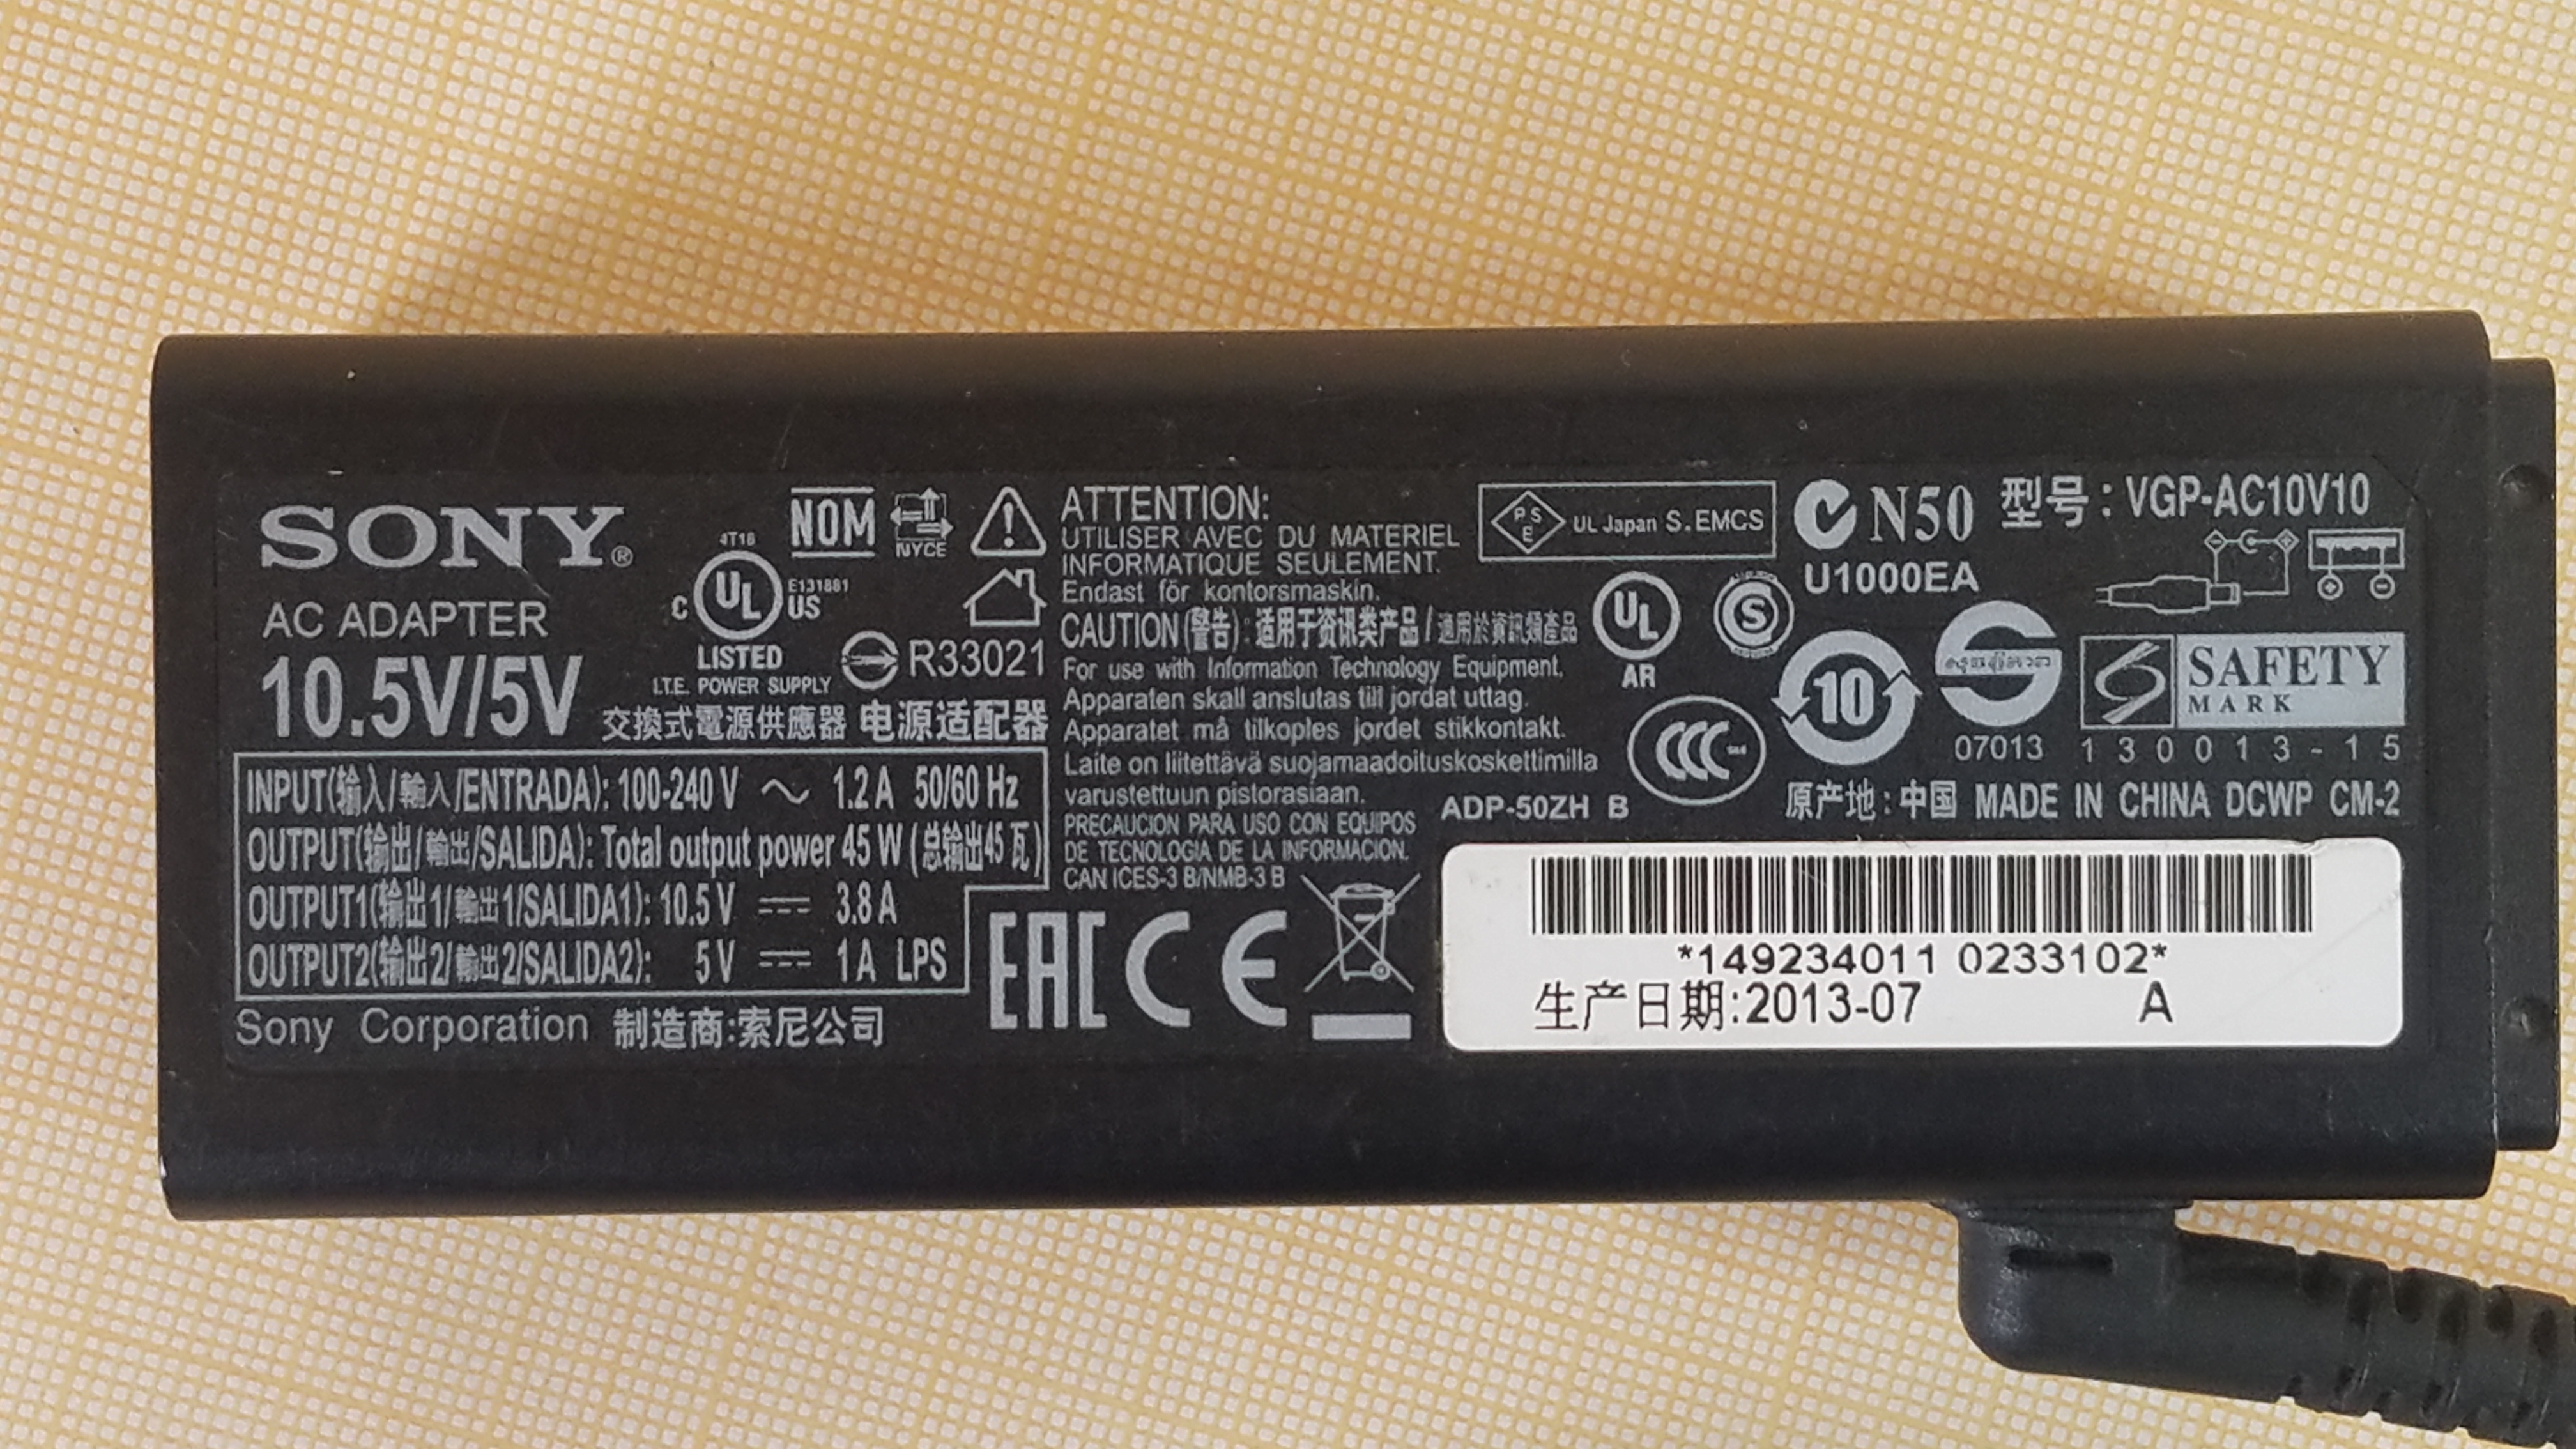 SONY®
AC ADAPTER
10.5V/5V
4T18
C UL US
E131881
LISTED
I.T.E. POWER SUPPLY
NOM
NYCE
R33021
交換式電源供應器 电源适配器
INPUT(输入/輸入/ENTRADA): 100-240 V ～ 1.2 A 50/60 Hz
OUTPUT(输出/輸出/SALIDA): Total output power 45 W (总输出45 瓦)
OUTPUT1(输出1/輸出1/SALIDA1): 10.5 V ⎓ 3.8 A
OUTPUT2(输出2/輸出2/SALIDA2): 5 V ⎓ 1 A LPS
Sony Corporation 制造商:索尼公司
ATTENTION:
UTILISER AVEC DU MATERIEL
INFORMATIQUE SEULEMENT.
Endast för kontorsmaskin.
CAUTION (警告): 适用于资讯类产品 / 適用於資訊類產品
For use with Information Technology Equipment.
Apparaten skall anslutas till jordat uttag.
Apparatet må tilkoples jordet stikkontakt.
Laite on liitettävä suojamaadoituskoskettimilla
varustettuun pistorasiaan.
PRECAUCION PARA USO CON EQUIPOS
DE TECNOLOGIA DE LA INFORMACION.
CAN ICES-3 B/NMB-3 B
EAC CE
PSE UL Japan S.EMCS
N50
U1000EA
型号: VGP-AC10V10
UL
AR
S
10
CCC
07013
SAFETY
MARK
130013-15
ADP-50ZH B
原产地: 中国 MADE IN CHINA DCWP CM-2
*149234011 0233102*
生产日期:2013-07 A